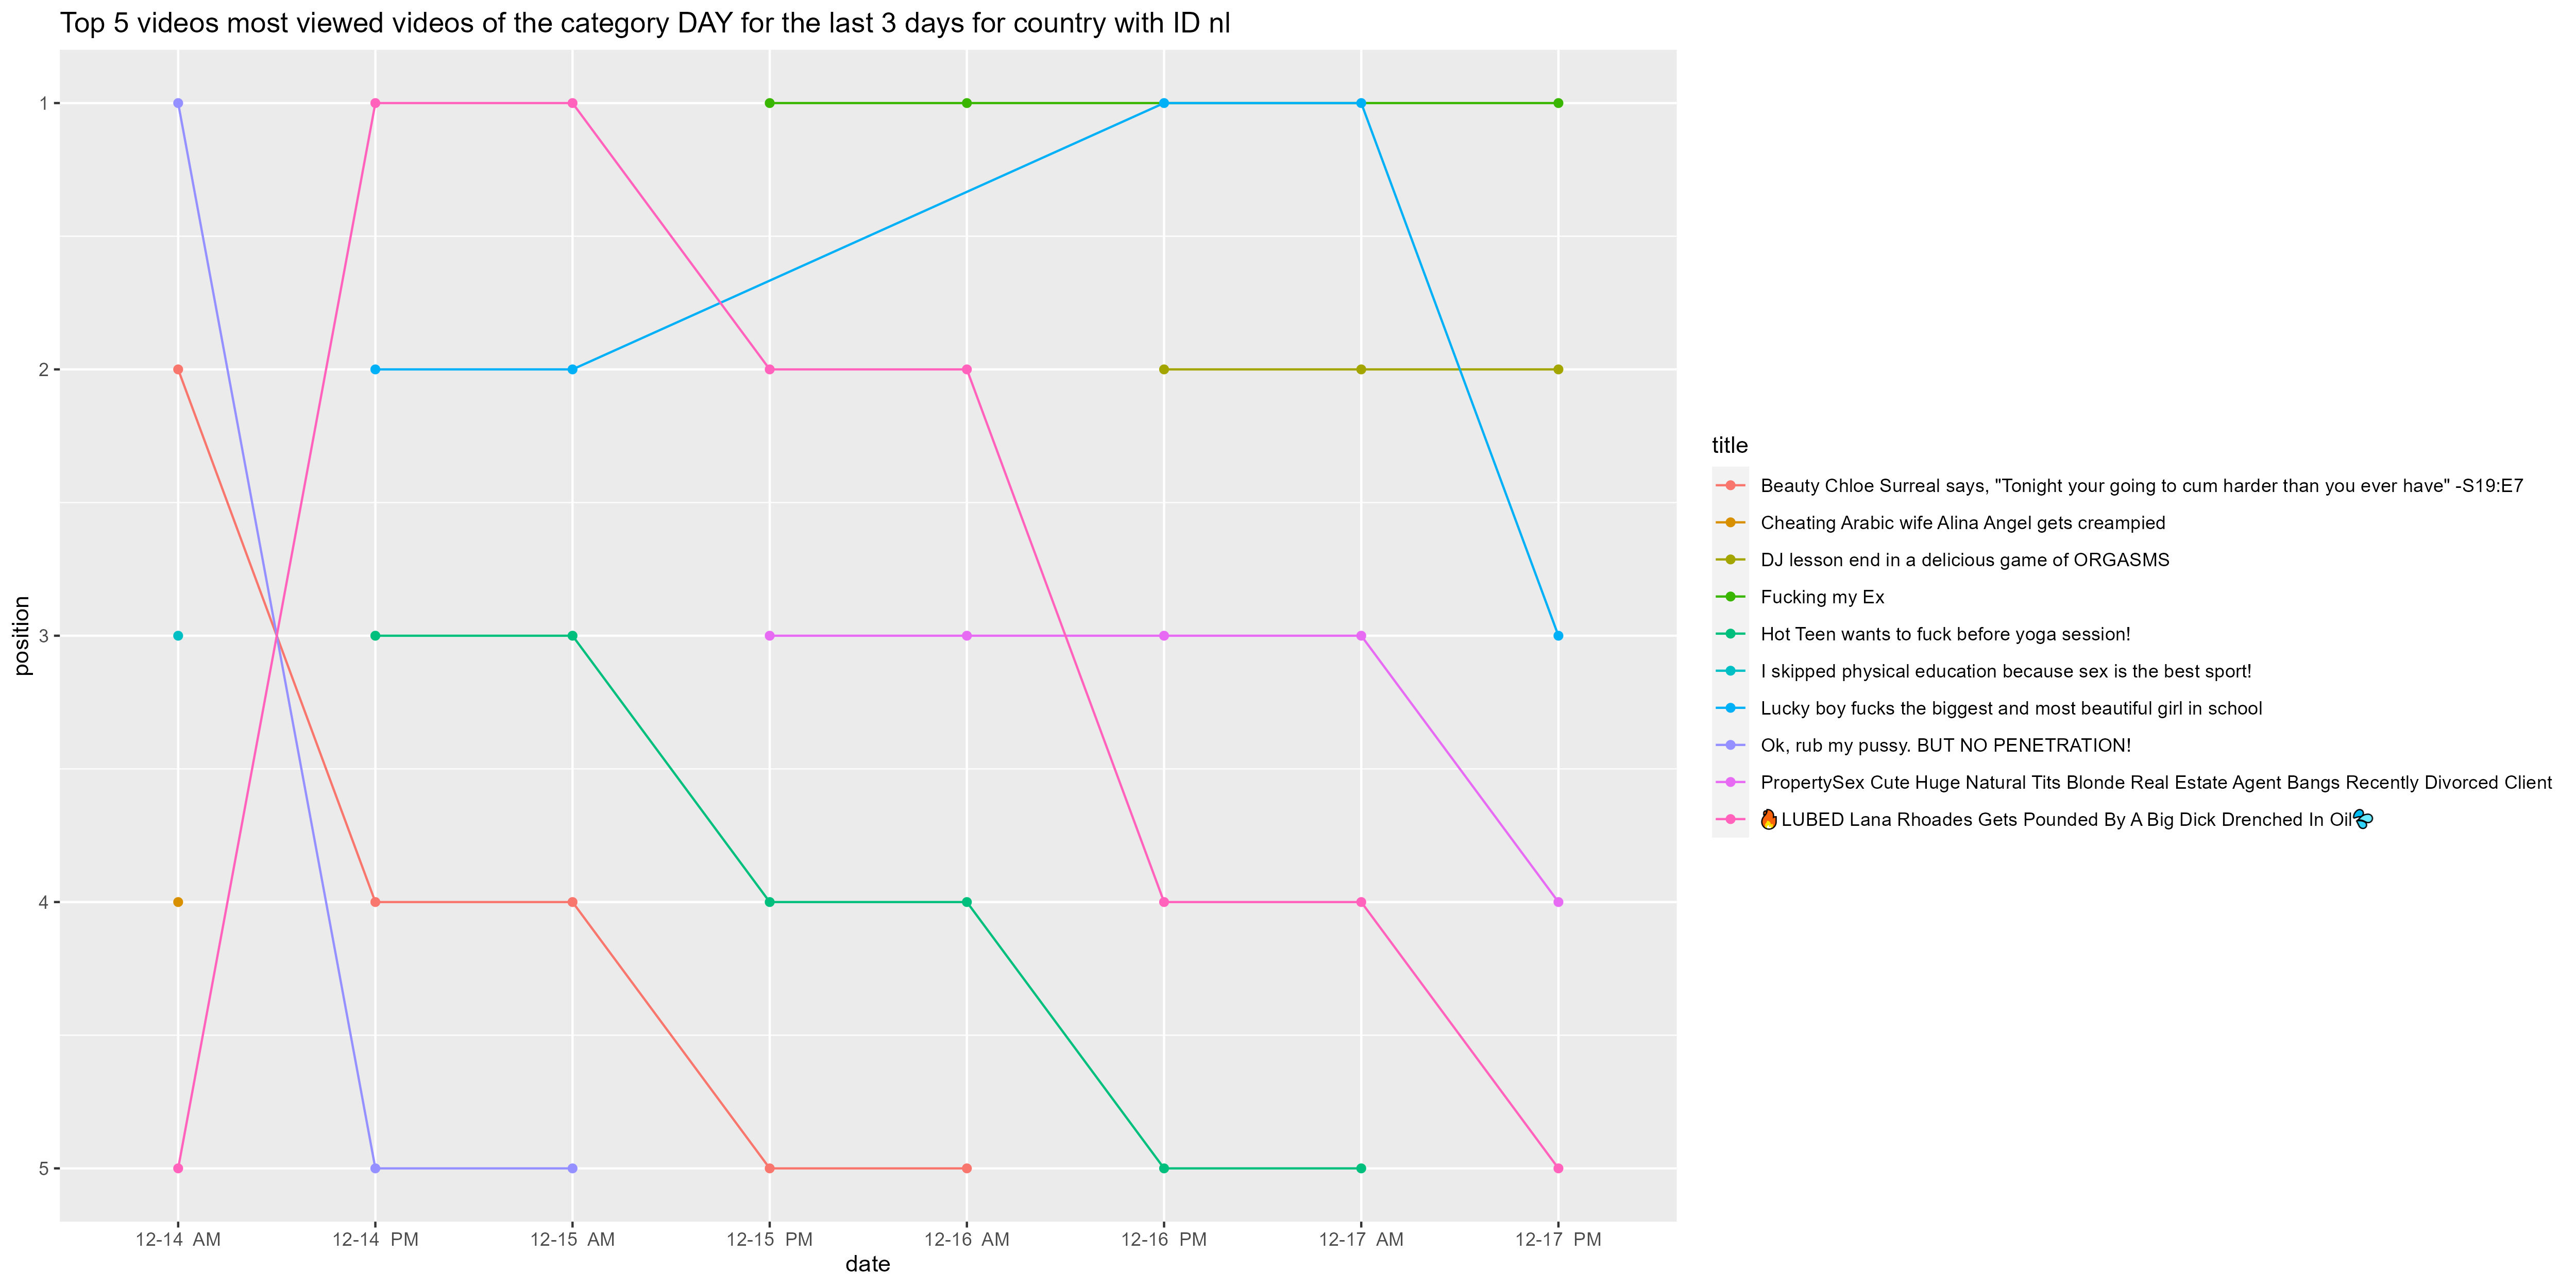 Top 5 videos most viewed videos of the category DAY for the last 3 days for country with ID nl
position
1
2
3
4
5
12-14 AM
12-14 PM
12-15 AM
12-15 PM
12-16 AM
12-16 PM
12-17 AM
12-17 PM
date
title
Beauty Chloe Surreal says, "Tonight your going to cum harder than you ever have" -S19:E7
Cheating Arabic wife Alina Angel gets creampied
DJ lesson end in a delicious game of ORGASMS
Fucking my Ex
Hot Teen wants to fuck before yoga session!
I skipped physical education because sex is the best sport!
Lucky boy fucks the biggest and most beautiful girl in school
Ok, rub my pussy. BUT NO PENETRATION!
PropertySex Cute Huge Natural Tits Blonde Real Estate Agent Bangs Recently Divorced Client
🔥LUBED Lana Rhoades Gets Pounded By A Big Dick Drenched In Oil💦